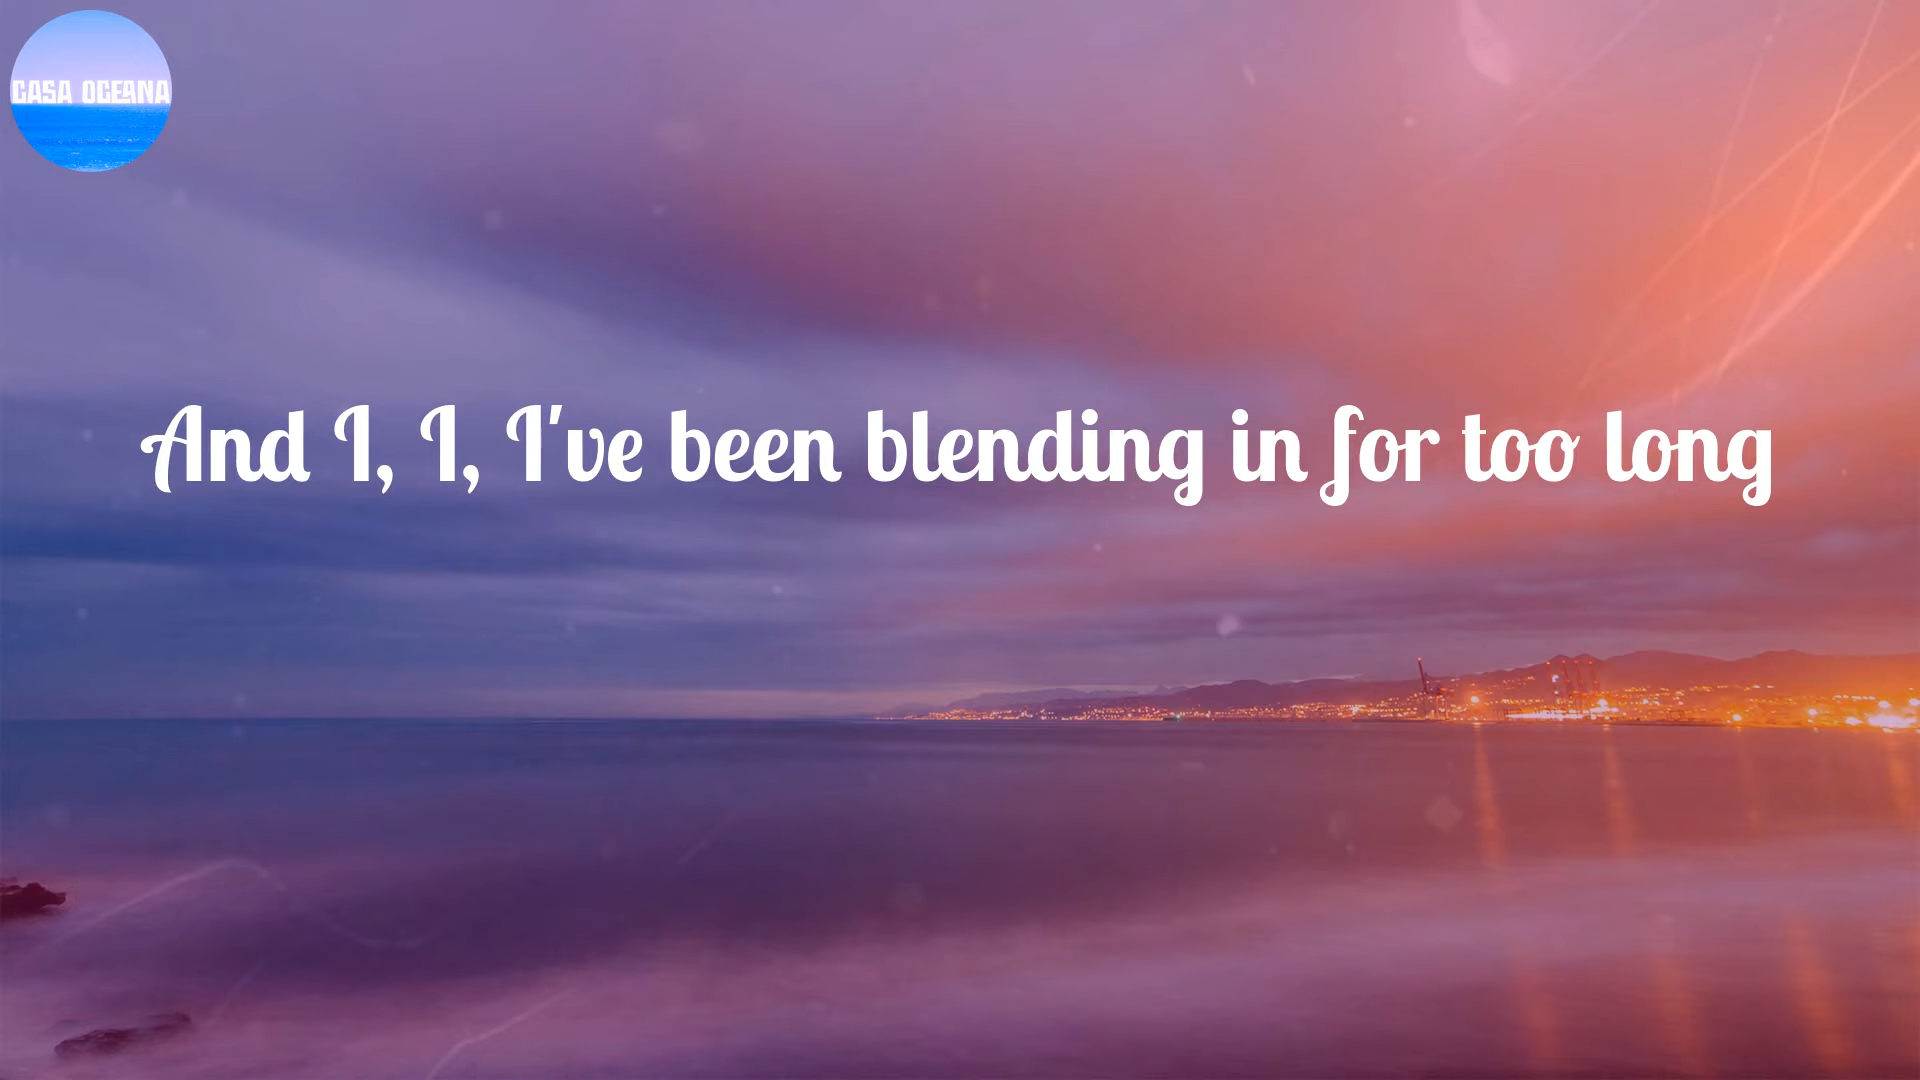 CASA OCEANA
And I, I, I've been blending in for too long